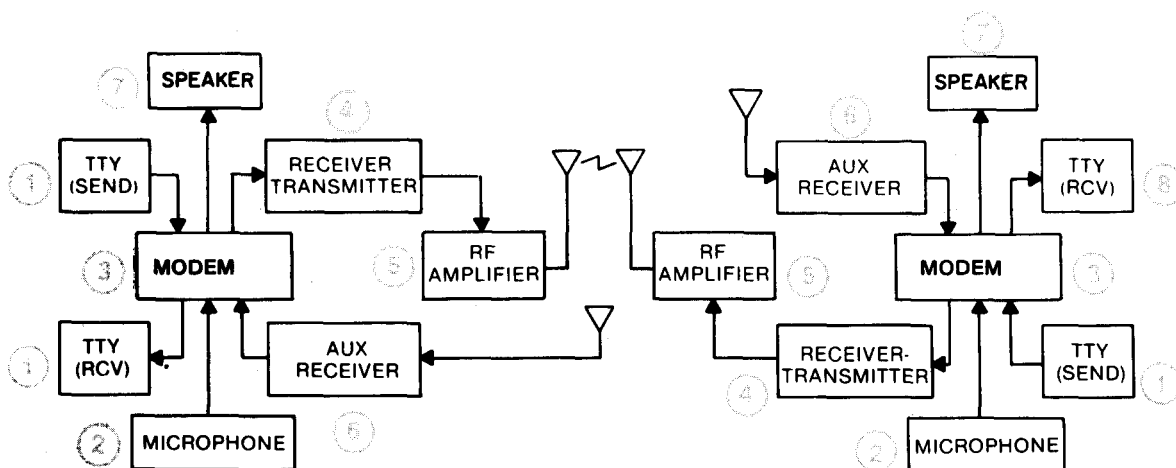 7
SPEAKER
4
1
TTY
(SEND)
RECEIVER
TRANSMITTER
3
MODEM
5
RF
AMPLIFIER
1
TTY
(RCV)
AUX
RECEIVER
6
2
MICROPHONE
7
SPEAKER
6
AUX
RECEIVER
TTY
(RCV)
8
RF
AMPLIFIER
5
MODEM
3
RECEIVER-
TRANSMITTER
4
TTY
(SEND)
1
2
MICROPHONE